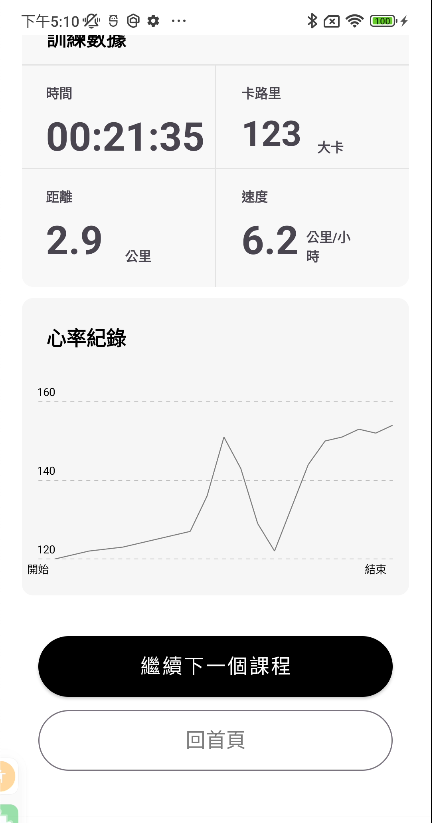 下午5:10
100
訓練數據
時間
卡路里
00:21:35
123 大卡
距離
速度
2.9 公里
6.2 公里/小
時
心率紀錄
160
140
120
開始
結束
繼續下一個課程
回首頁